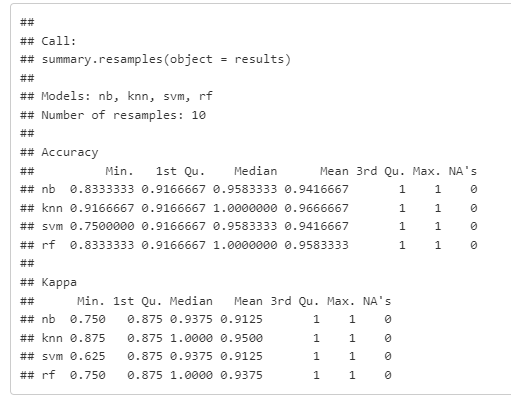 ##
## Call:
## summary.resamples(object = results)
##
## Models: nb, knn, svm, rf
## Number of resamples: 10
##
## Accuracy
##          Min.   1st Qu.    Median      Mean 3rd Qu. Max. NA's
## nb  0.8333333 0.9166667 0.9583333 0.9416667       1    1    0
## knn 0.9166667 0.9166667 1.0000000 0.9666667       1    1    0
## svm 0.7500000 0.9166667 0.9583333 0.9416667       1    1    0
## rf  0.8333333 0.9166667 1.0000000 0.9583333       1    1    0
##
## Kappa
##      Min. 1st Qu. Median   Mean 3rd Qu. Max. NA's
## nb  0.750   0.875 0.9375 0.9125       1    1    0
## knn 0.875   0.875 1.0000 0.9500       1    1    0
## svm 0.625   0.875 0.9375 0.9125       1    1    0
## rf  0.750   0.875 1.0000 0.9375       1    1    0